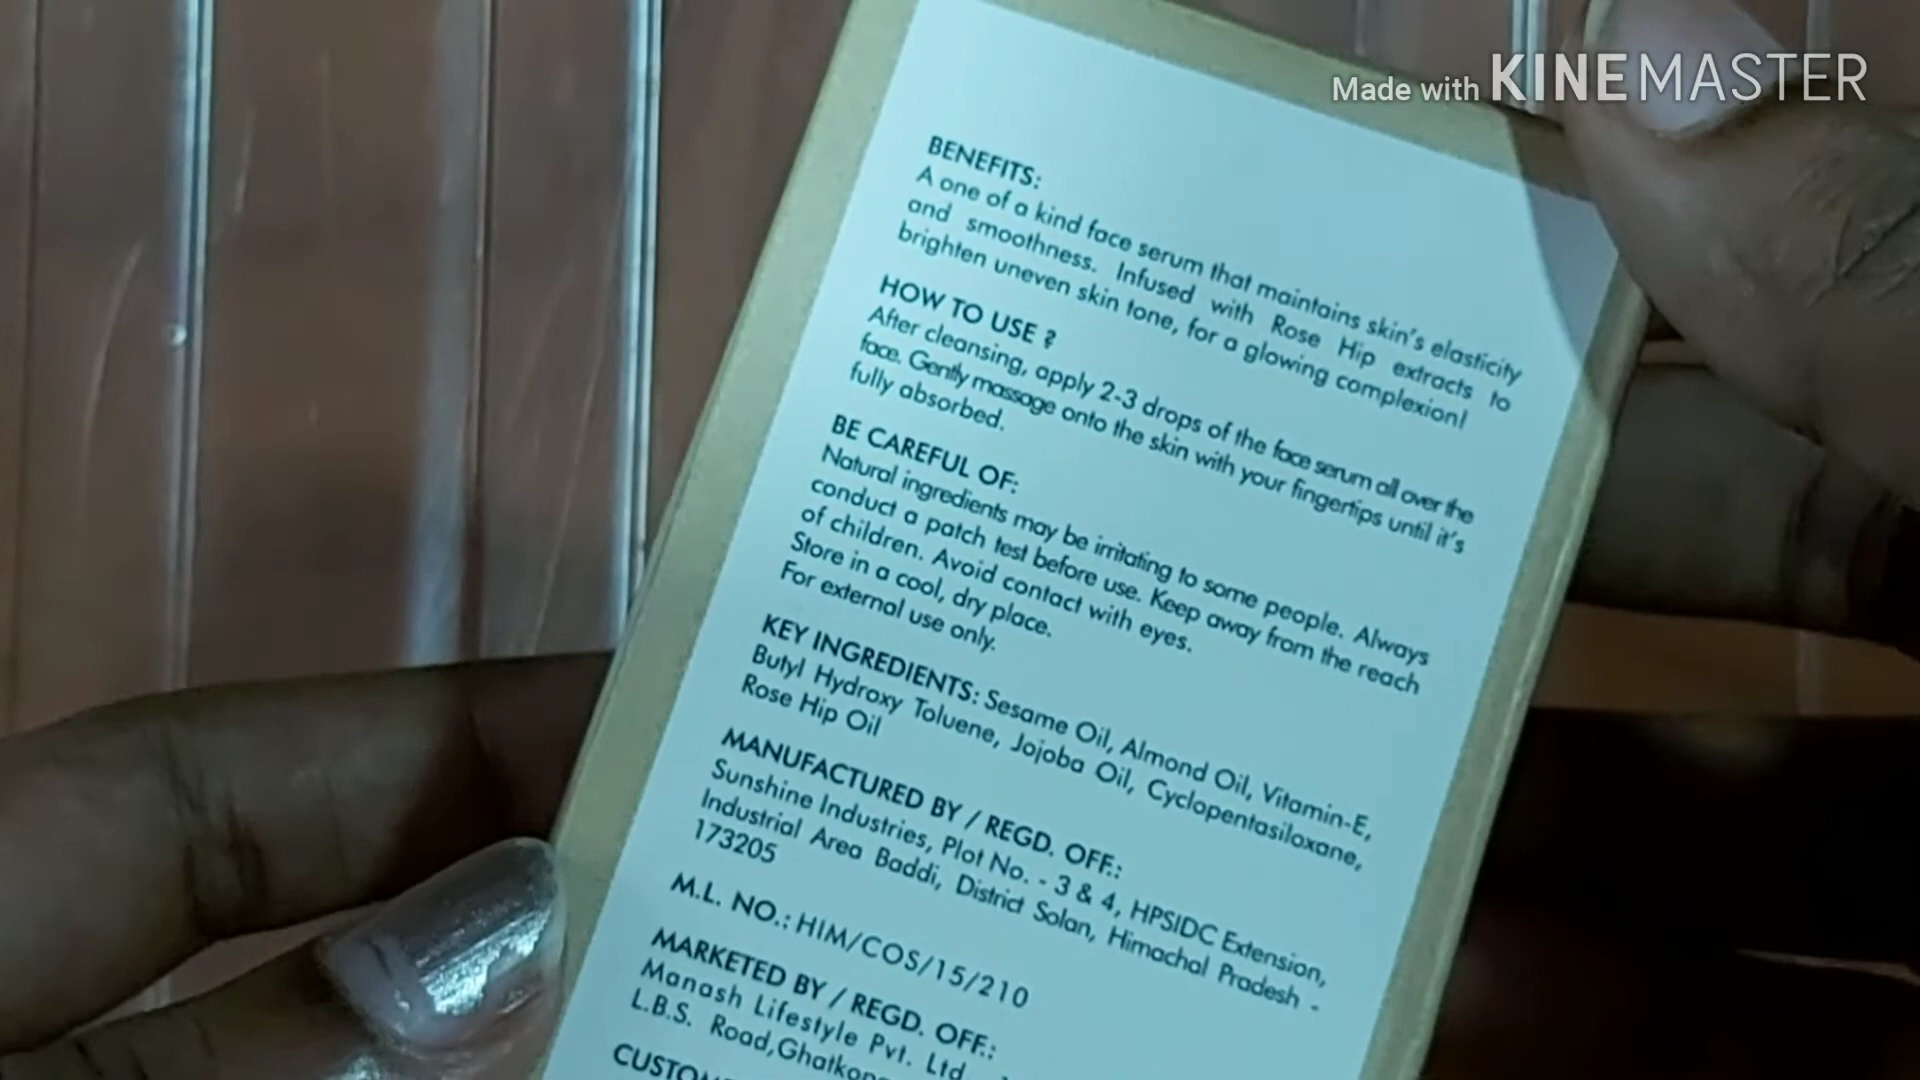 Made with KINEMASTER
BENEFITS:
A one of a kind face serum that maintains skin's elasticity
and smoothness. Infused with Rose Hip extracts to
brighten uneven skin tone, for a glowing complexion!
HOW TO USE ?
After cleansing, apply 2-3 drops of the face serum all over the
face. Gently massage onto the skin with your fingertips until it's
fully absorbed.
BE CAREFUL OF:
Natural ingredients may be irritating to some people. Always
conduct a patch test before use. Keep away from the reach
of children. Avoid contact with eyes.
Store in a cool, dry place.
For external use only.
KEY INGREDIENTS: Sesame Oil, Almond Oil, Vitamin-E,
Butyl Hydroxy Toluene, Jojoba Oil, Cyclopentasiloxane,
Rose Hip Oil
MANUFACTURED BY / REGD. OFF.:
Sunshine Industries, Plot No. - 3 & 4, HPSIDC Extension,
Industrial Area Baddi, District Solan, Himachal Pradesh -
173205
M.L. NO.: HIM/COS/15/210
MARKETED BY / REGD. OFF.:
Manash Lifestyle Pvt. Ltd
L.B.S. Road,